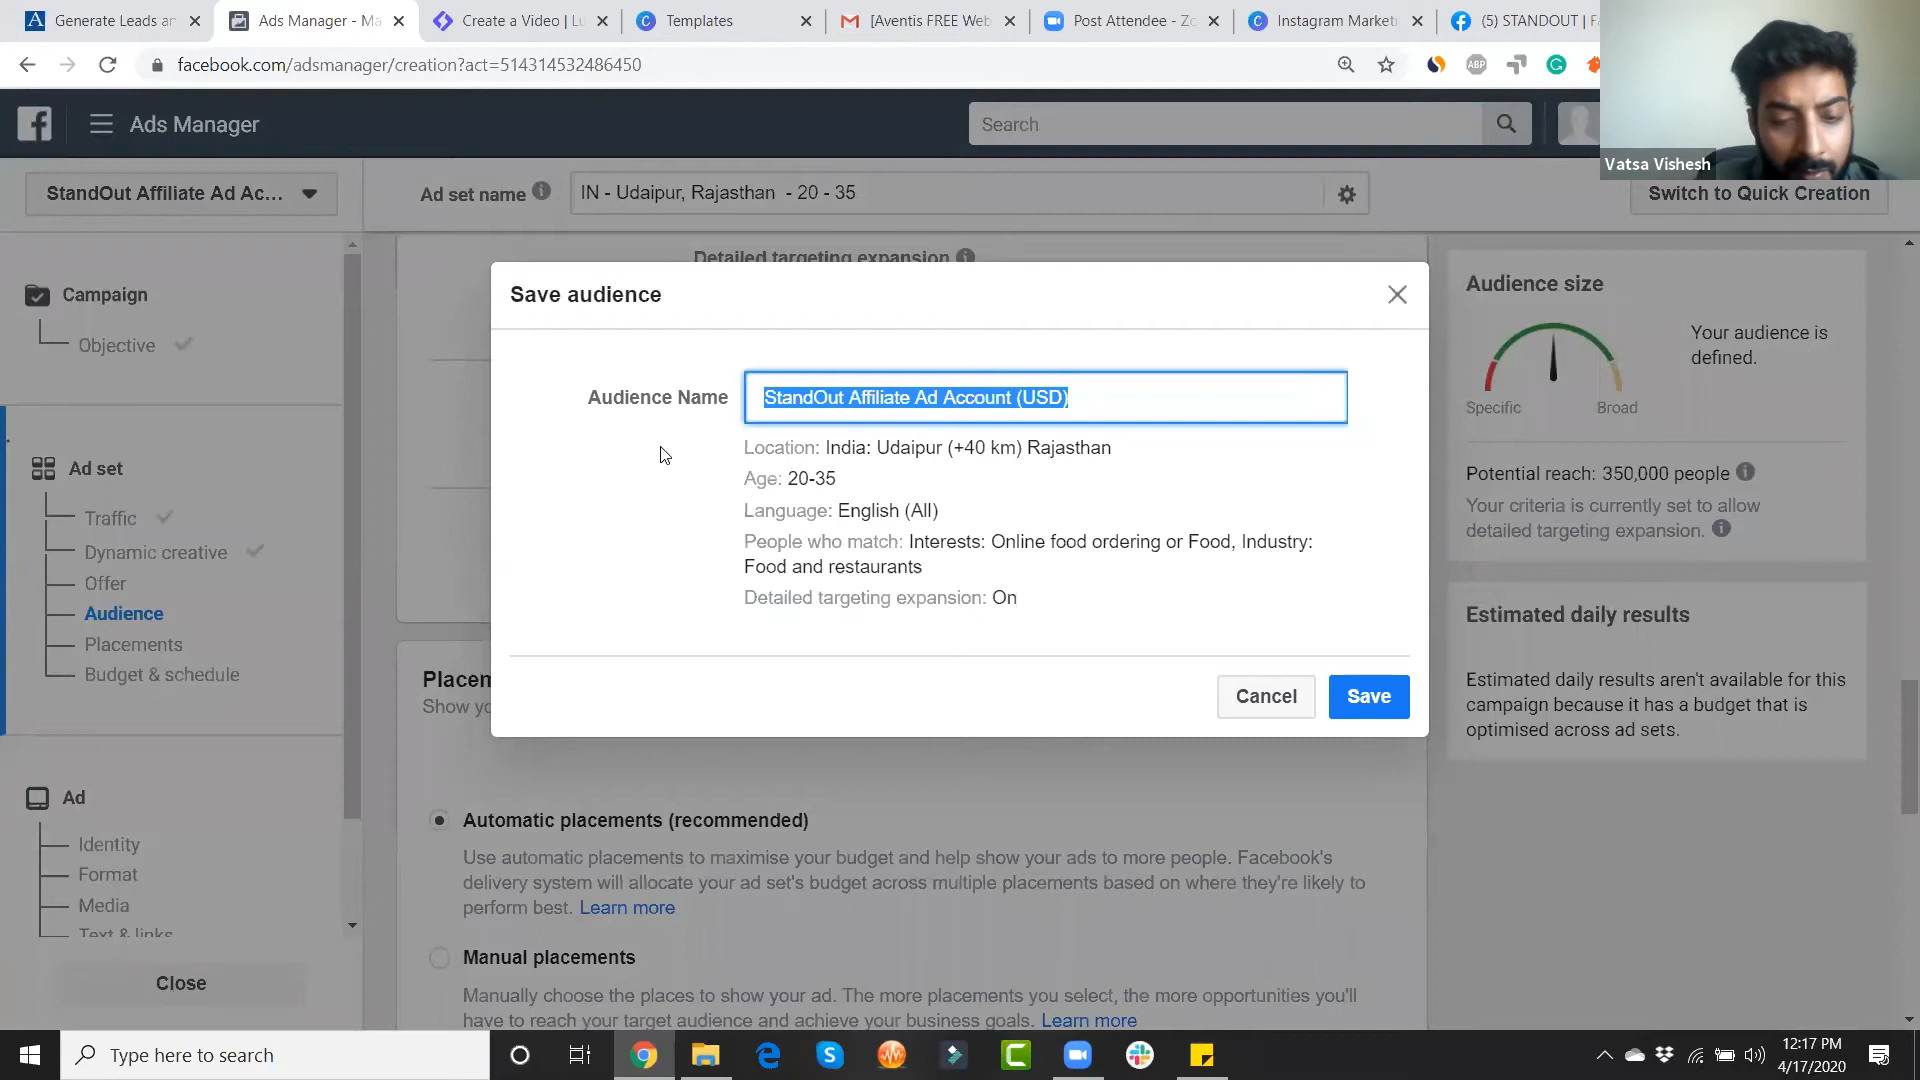 Generate Leads an
Ads Manager - Ma
Create a Video | Lu
Templates
[Aventis FREE Web
Post Attendee - Zo
Instagram Marketi
(5) STANDOUT | Fa
facebook.com/adsmanager/creation?act=514314532486450
ABP
Ads Manager
Search
Vatsa Vishesh
StandOut Affiliate Ad Ac...
Ad set name
IN - Udaipur, Rajasthan - 20 - 35
Switch to Quick Creation
Campaign
Objective
Ad set
Traffic
Dynamic creative
Offer
Audience
Placements
Budget & schedule
Ad
Identity
Format
Media
Text & links
Close
Detailed targeting expansion
Save audience
Audience Name
StandOut Affiliate Ad Account (USD)
Location: India: Udaipur (+40 km) Rajasthan
Age: 20-35
Language: English (All)
People who match: Interests: Online food ordering or Food, Industry:
Food and restaurants
Detailed targeting expansion: On
Cancel
Save
Placem
Show yo
Automatic placements (recommended)
Use automatic placements to maximise your budget and help show your ads to more people. Facebook's
delivery system will allocate your ad set's budget across multiple placements based on where they're likely to
perform best. Learn more
Manual placements
Manually choose the places to show your ad. The more placements you select, the more opportunities you'll
have to reach your target audience and achieve your business goals. Learn more
Audience size
Your audience is
defined.
Specific
Broad
Potential reach: 350,000 people
Your criteria is currently set to allow
detailed targeting expansion.
Estimated daily results
Estimated daily results aren't available for this
campaign because it has a budget that is
optimised across ad sets.
Type here to search
12:17 PM
4/17/2020